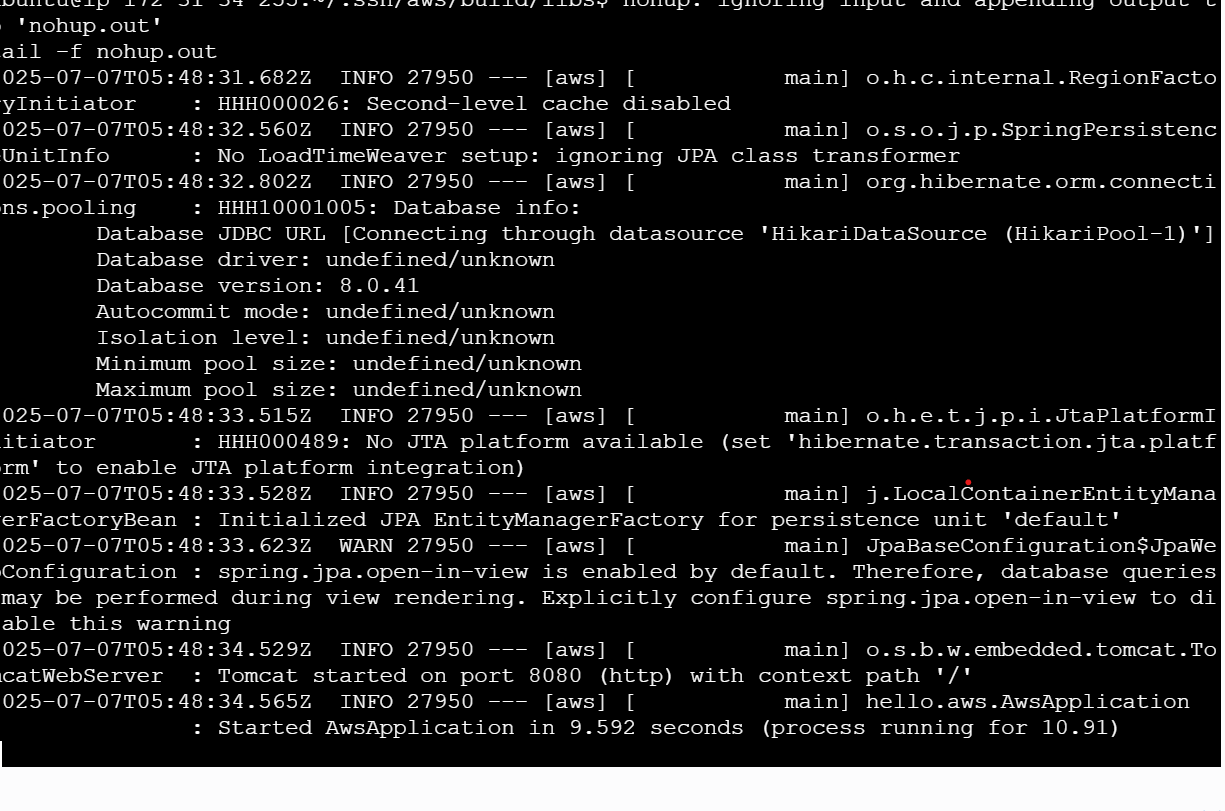 ubuntu@ip-172-31-34-255:~/.ssh/aws/build/libs$ nohup: ignoring input and appending output t
o 'nohup.out'
ail -f nohup.out
025-07-07T05:48:31.682Z  INFO 27950 --- [aws] [           main] o.h.c.internal.RegionFacto
ryInitiator    : HHH000026: Second-level cache disabled
025-07-07T05:48:32.560Z  INFO 27950 --- [aws] [           main] o.s.o.j.p.SpringPersistenc
eUnitInfo      : No LoadTimeWeaver setup: ignoring JPA class transformer
025-07-07T05:48:32.802Z  INFO 27950 --- [aws] [           main] org.hibernate.orm.connecti
ons.pooling    : HHH10001005: Database info:
Database JDBC URL [Connecting through datasource 'HikariDataSource (HikariPool-1)']
Database driver: undefined/unknown
Database version: 8.0.41
Autocommit mode: undefined/unknown
Isolation level: undefined/unknown
Minimum pool size: undefined/unknown
Maximum pool size: undefined/unknown
025-07-07T05:48:33.515Z  INFO 27950 --- [aws] [           main] o.h.e.t.j.p.i.JtaPlatformI
nitiator       : HHH000489: No JTA platform available (set 'hibernate.transaction.jta.platf
orm' to enable JTA platform integration)
025-07-07T05:48:33.528Z  INFO 27950 --- [aws] [           main] j.LocalContainerEntityMana
gerFactoryBean : Initialized JPA EntityManagerFactory for persistence unit 'default'
025-07-07T05:48:33.623Z  WARN 27950 --- [aws] [           main] JpaBaseConfiguration$JpaWe
bConfiguration : spring.jpa.open-in-view is enabled by default. Therefore, database queries
may be performed during view rendering. Explicitly configure spring.jpa.open-in-view to di
able this warning
025-07-07T05:48:34.529Z  INFO 27950 --- [aws] [           main] o.s.b.w.embedded.tomcat.To
mcatWebServer  : Tomcat started on port 8080 (http) with context path '/'
025-07-07T05:48:34.565Z  INFO 27950 --- [aws] [           main] hello.aws.AwsApplication
: Started AwsApplication in 9.592 seconds (process running for 10.91)